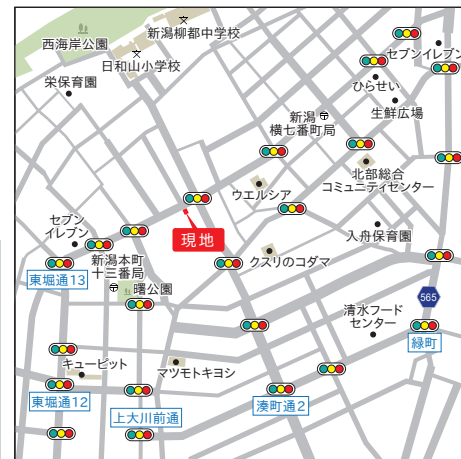 新潟柳都中学校
西海岸公園
日和山小学校
セブンイレブン
栄保育園
ひらせい
生鮮広場
新潟
横七番町局
北部総合
コミュニティセンター
ウエルシア
セブン
イレブン
現地
入舟保育園
新潟本町
十三番局
クスリのコダマ
東堀通13
曙公園
565
清水フード
センター
緑町
キューピット
マツモトキヨシ
東堀通12
上大川前通
湊町通2